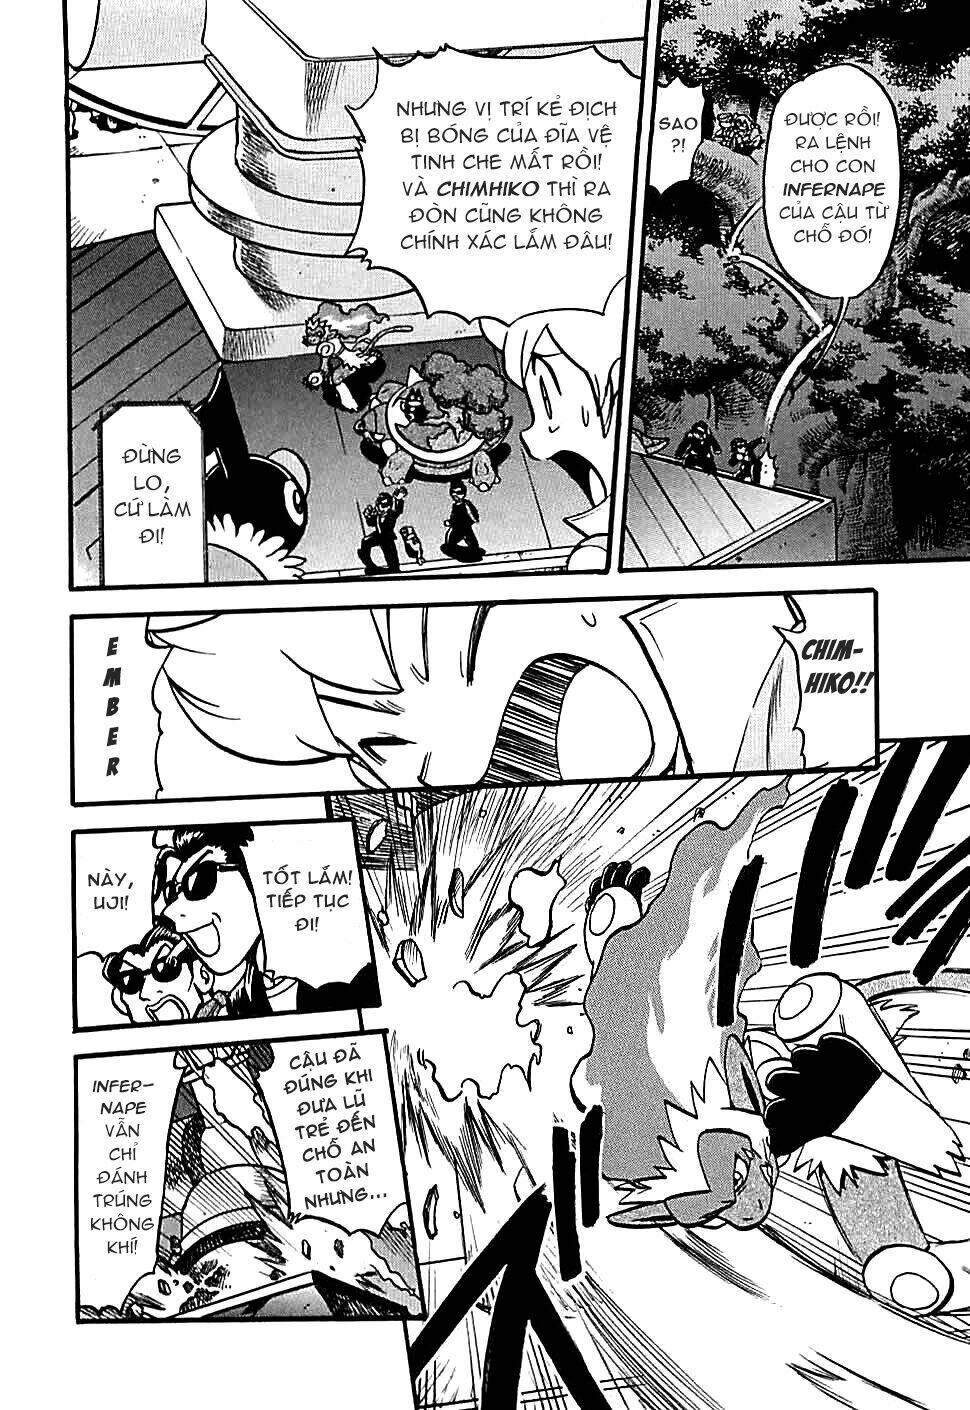 ĐƯỢC RỒI!
RA LỆNH
CHO CON
INFERNAPE
CỦA CẬU TỪ
CHỖ ĐÓ!
SAO
?!
NHƯNG VỊ TRÍ KẺ ĐỊCH
BỊ BÓNG CỦA ĐĨA VỆ
TINH CHE MẤT RỒI!
VÀ CHIMHIKO THÌ RA
ĐÒN CŨNG KHÔNG
CHÍNH XÁC LẮM ĐÂU!
ĐỪNG
LO,
CỨ LÀM
ĐI!
CHIM-
HIKO!!
EMBER
TỐT LẮM!
TIẾP TỤC
ĐI!
NÀY,
UJI!
CẬU ĐÃ
ĐÚNG KHI
ĐƯA LŨ
TRẺ ĐẾN
CHỖ AN
TOÀN
NHƯNG...
INFER-
NAPE
VẪN
CHỈ
ĐÁNH
TRÚNG
KHÔNG
KHÍ!